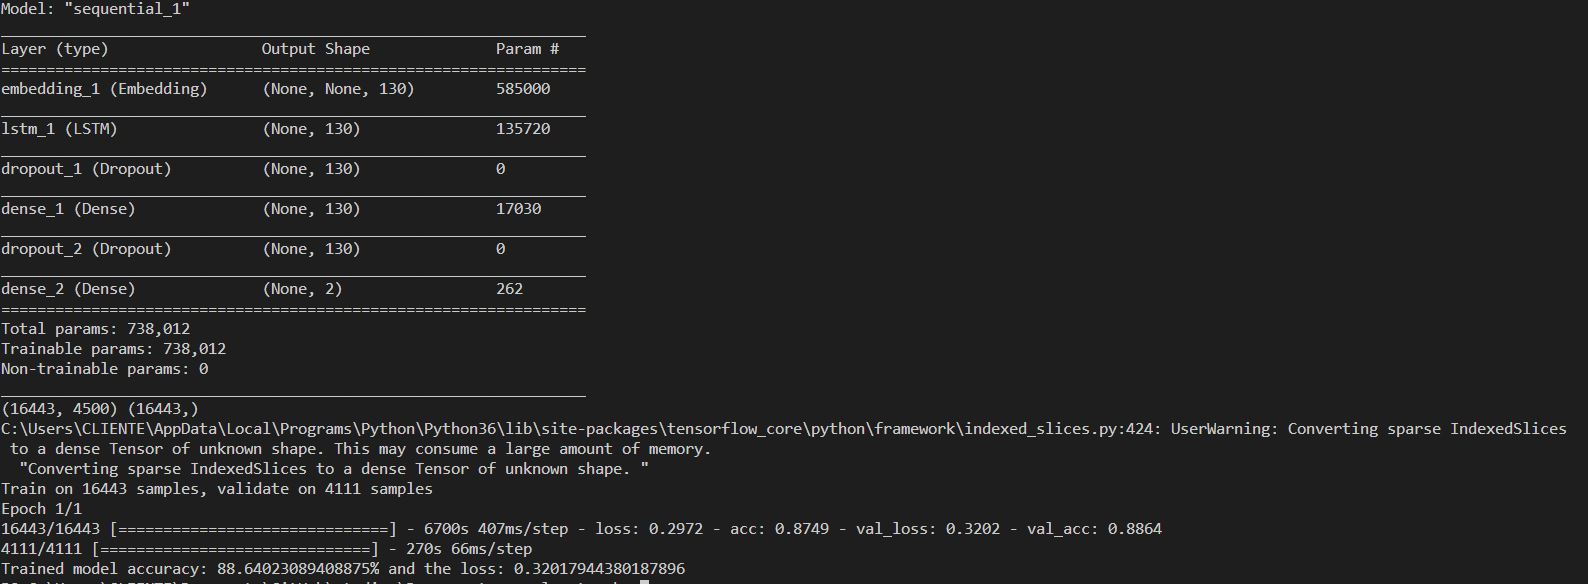 Model: "sequential_1"
Layer (type) Output Shape Param #
=================================================================
embedding_1 (Embedding) (None, None, 130) 585000
lstm_1 (LSTM) (None, 130) 135720
dropout_1 (Dropout) (None, 130) 0
dense_1 (Dense) (None, 130) 17030
dropout_2 (Dropout) (None, 130) 0
dense_2 (Dense) (None, 2) 262
=================================================================
Total params: 738,012
Trainable params: 738,012
Non-trainable params: 0
(16443, 4500) (16443,)
C:\Users\CLIENTE\AppData\Local\Programs\Python\Python36\lib\site-packages\tensorflow_core\python\framework\indexed_slices.py:424: UserWarning: Converting sparse IndexedSlices
to a dense Tensor of unknown shape. This may consume a large amount of memory.
"Converting sparse IndexedSlices to a dense Tensor of unknown shape. "
Train on 16443 samples, validate on 4111 samples
Epoch 1/1
16443/16443 [==============================] - 6700s 407ms/step - loss: 0.2972 - acc: 0.8749 - val_loss: 0.3202 - val_acc: 0.8864
4111/4111 [==============================] - 270s 66ms/step
Trained model accuracy: 88.64023089408875% and the loss: 0.32017944380187896